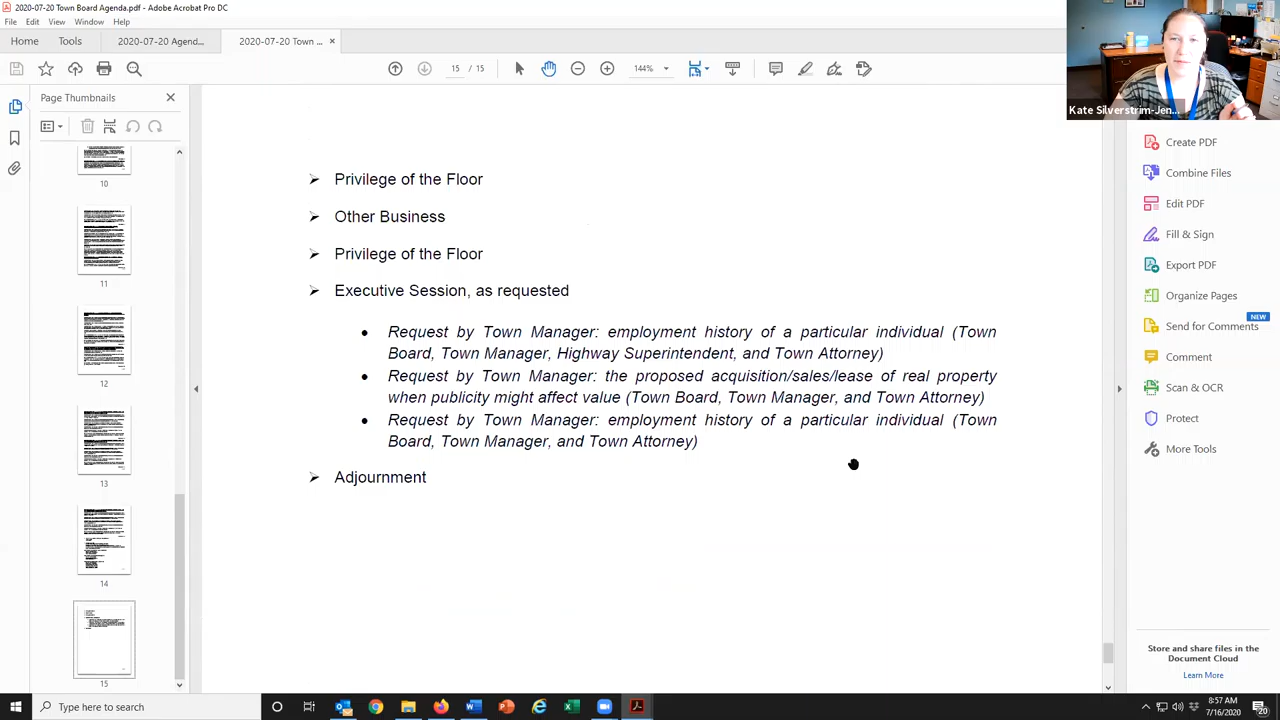 2020-07-20 Town Board Agenda.pdf - Adobe Acrobat Pro DC
File Edit View Window Help
Home Tools 2020-07-20 Agend... 2020-07-20 Town ... ×
144%
Kate Silverstrim-Jen...
Page Thumbnails
10
11
12
13
14
15
➢ Privilege of the Floor
➢ Other Business
➢ Privilege of the Floor
➢ Executive Session, as requested
• Request by Town Manager: employment history of a particular individual (Town
Board, Town Manager, Highway Superintendent, and Town Attorney)
• Request by Town Manager: the proposed acquisition/sales/lease of real property
when publicity might affect value (Town Board, Town Manager, and Town Attorney)
Request by Town Manager: employment history of a particular individual (Town
Board, Town Manager, and Town Attorney)
➢ Adjournment
Create PDF
Combine Files
Edit PDF
Fill & Sign
Export PDF
Organize Pages
NEW
Send for Comments
Comment
Scan & OCR
Protect
More Tools
Store and share files in the
Document Cloud
Learn More
Type here to search
8:57 AM
7/16/2020
20